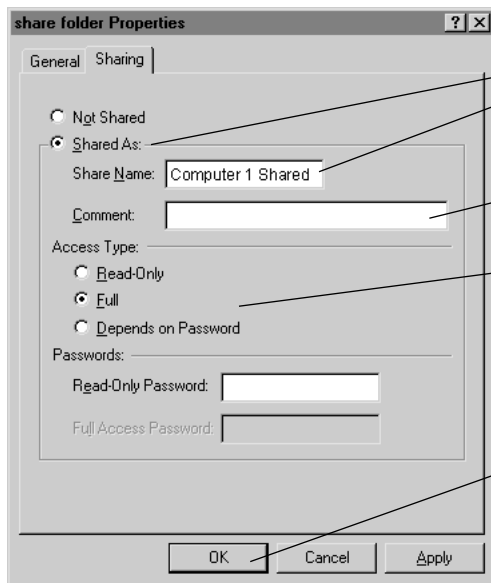 share folder Properties
General Sharing
Not Shared
Shared As:
Share Name: Computer 1 Shared
Comment:
Access Type:
Read-Only
Full
Depends on Password
Passwords:
Read-Only Password:
Full Access Password:
OK Cancel Apply